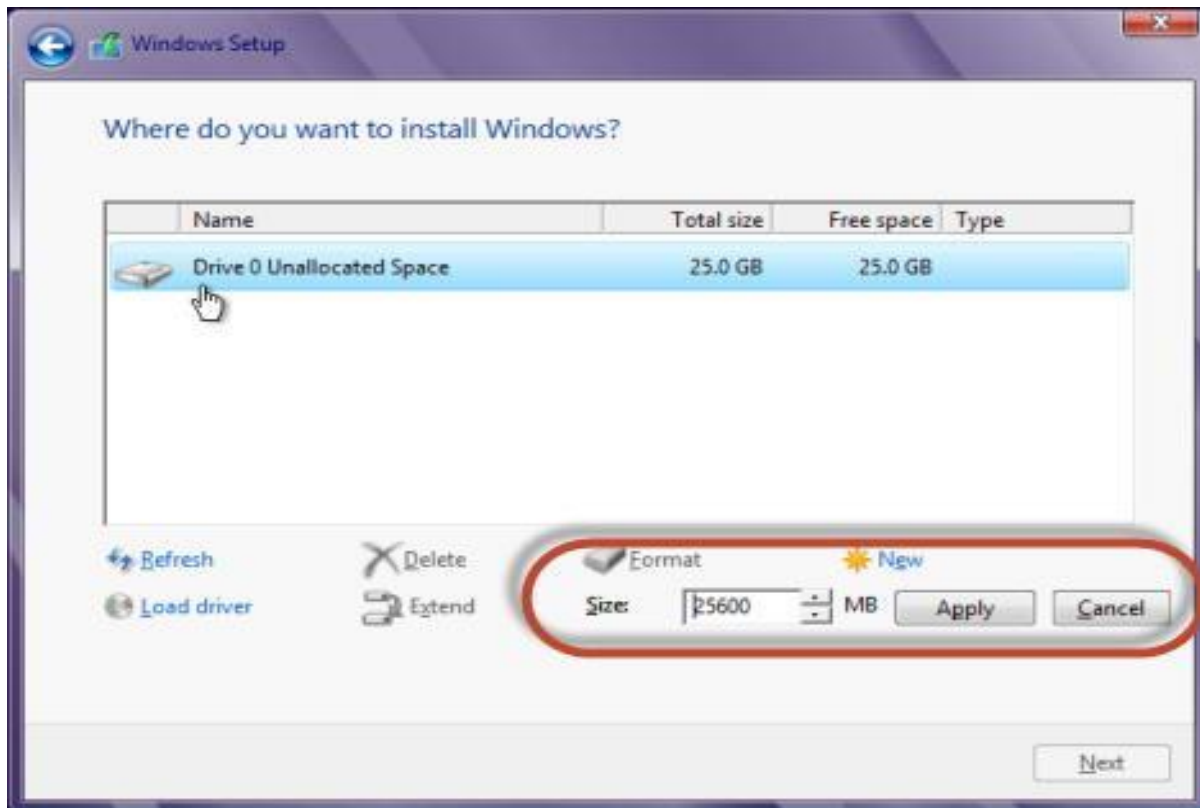 Windows Setup
Where do you want to install Windows?
Name Total size Free space Type
Drive 0 Unallocated Space 25.0 GB 25.0 GB
Refresh Delete Format New
Load driver Extend Size: 25600 MB Apply Cancel
Next